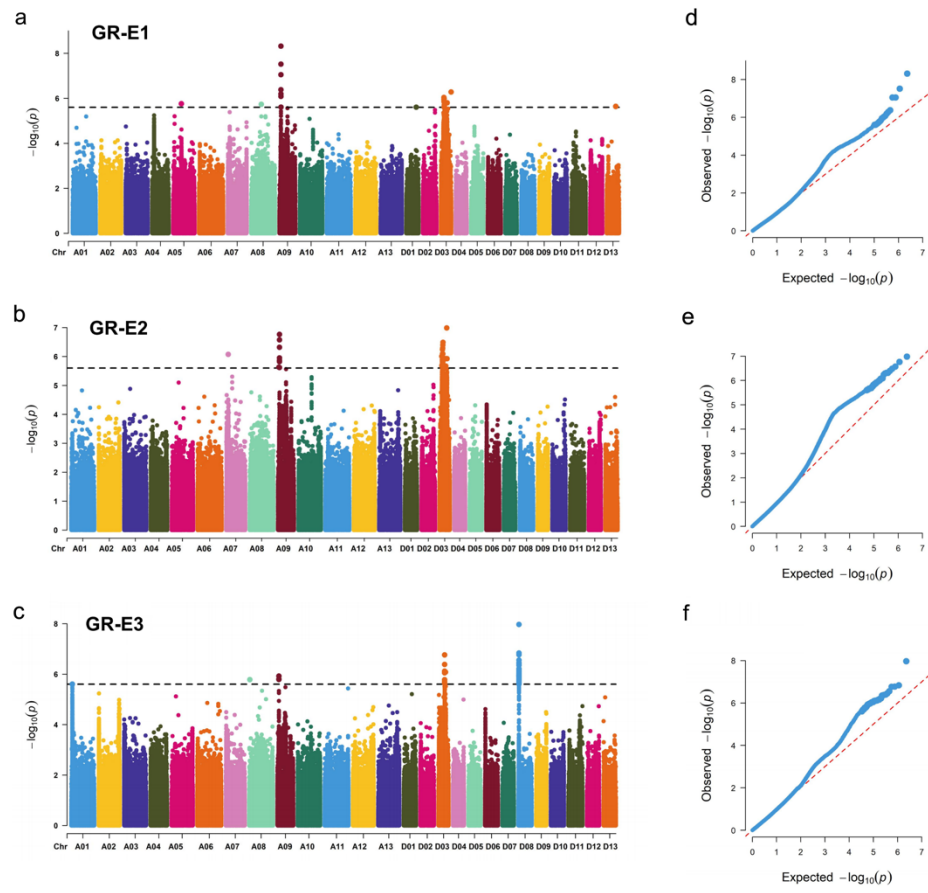 a
GR-E1
8
6
4
2
0
−log10(p)
Chr A01 A02 A03 A04 A05 A06 A07 A08 A09 A10 A11 A12 A13 D01 D02 D03 D04 D05 D06 D07 D08 D09 D10 D11 D12 D13
d
8
6
4
2
0
Observed −log10(p)
0 1 2 3 4 5 6 7
Expected −log10(p)
b
GR-E2
7
6
5
4
3
2
1
0
−log10(p)
Chr A01 A02 A03 A04 A05 A06 A07 A08 A09 A10 A11 A12 A13 D01 D02 D03 D04 D05 D06 D07 D08 D09 D10 D11 D12 D13
e
7
6
5
4
3
2
1
0
Observed −log10(p)
0 1 2 3 4 5 6 7
Expected −log10(p)
c
GR-E3
8
6
4
2
0
−log10(p)
Chr A01 A02 A03 A04 A05 A06 A07 A08 A09 A10 A11 A12 A13 D01 D02 D03 D04 D05 D06 D07 D08 D09 D10 D11 D12 D13
f
8
6
4
2
0
Observed −log10(p)
0 1 2 3 4 5 6 7
Expected −log10(p)